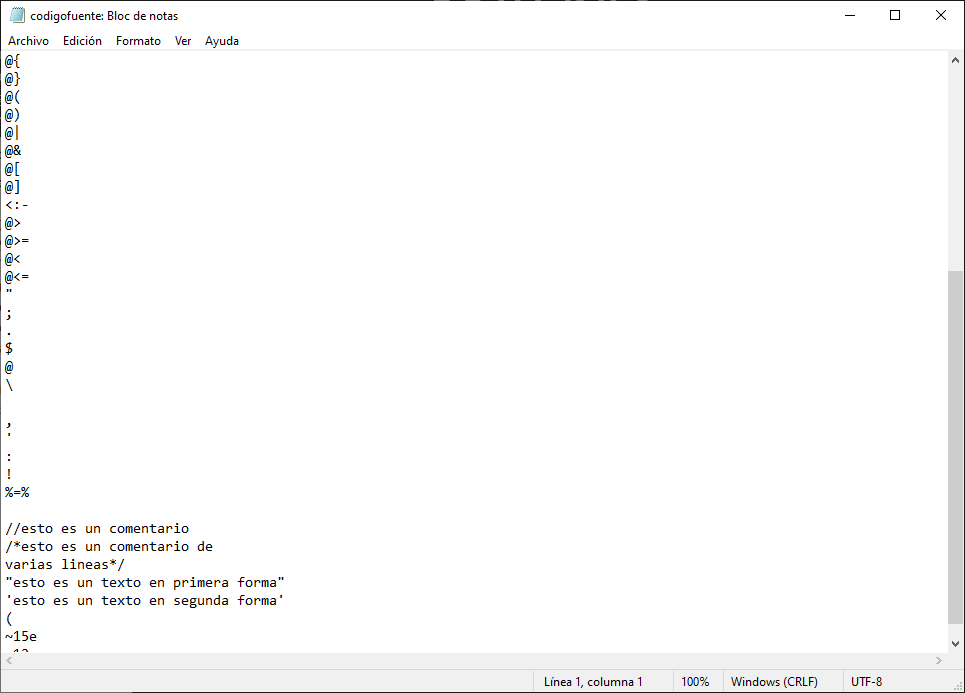 codigofuente: Bloc de notas
Archivo Edición Formato Ver Ayuda
@{
@}
@(
@)
@|
@&
@[
@]
<:-
@>
@>=
@<
@<=
"
;
.
$
@
\
,
'
:
!
%=%
//esto es un comentario
/*esto es un comentario de
varias lineas*/
"esto es un texto en primera forma"
'esto es un texto en segunda forma'
(
~15e
Línea 1, columna 1 100% Windows (CRLF) UTF-8